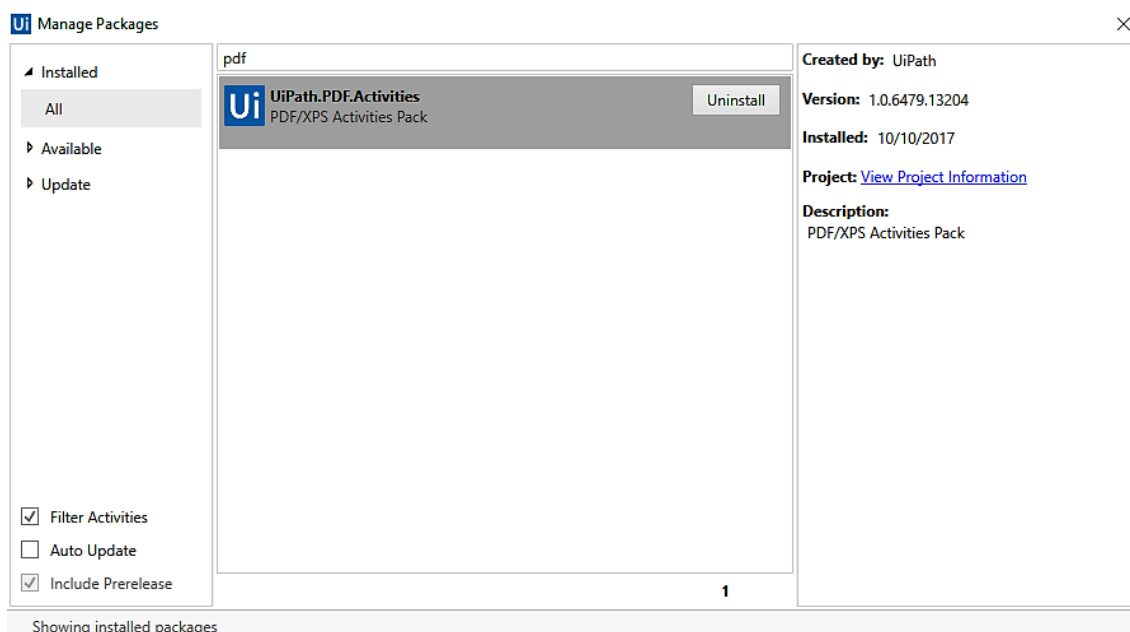 Ui Manage Packages
Installed
All
Available
Update
Filter Activities
Auto Update
Include Prerelease
pdf
Ui UiPath.PDF.Activities
PDF/XPS Activities Pack
Uninstall
1
Created by: UiPath
Version: 1.0.6479.13204
Installed: 10/10/2017
Project: View Project Information
Description:
PDF/XPS Activities Pack
Showing installed packages